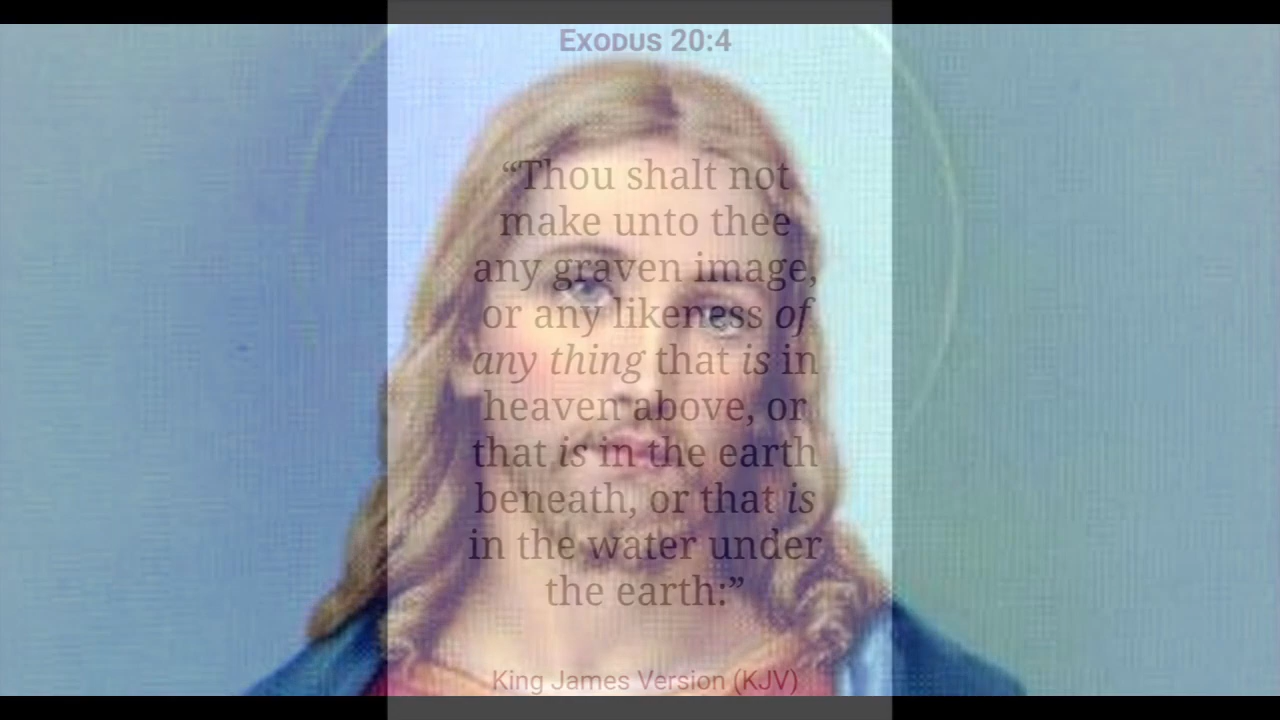 Exodus 20:4
“Thou shalt not
make unto thee
any graven image,
or any likeness of
any thing that is in
heaven above, or
that is in the earth
beneath, or that is
in the water under
the earth:”
King James Version (KJV)